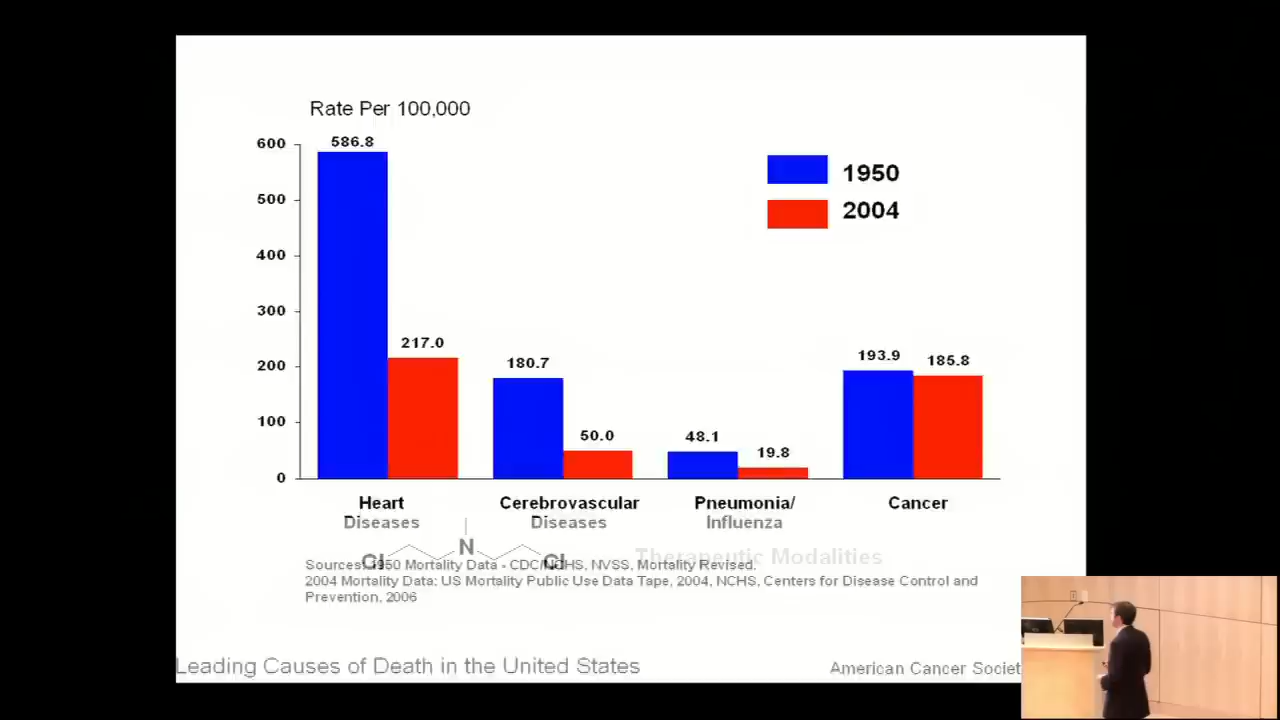 Rate Per 100,000
600
500
400
300
200
100
0
586.8
217.0
180.7
50.0
48.1
19.8
193.9
185.8
1950
2004
Heart
Diseases
Cerebrovascular
Diseases
Pneumonia/
Influenza
Cancer
Cl
N
Cl
Therapeutic Modalities
Sources: 1950 Mortality Data - CDC/NCHS, NVSS, Mortality Revised.
2004 Mortality Data: US Mortality Public Use Data Tape, 2004, NCHS, Centers for Disease Control and
Prevention, 2006
Leading Causes of Death in the United States
American Cancer Societ